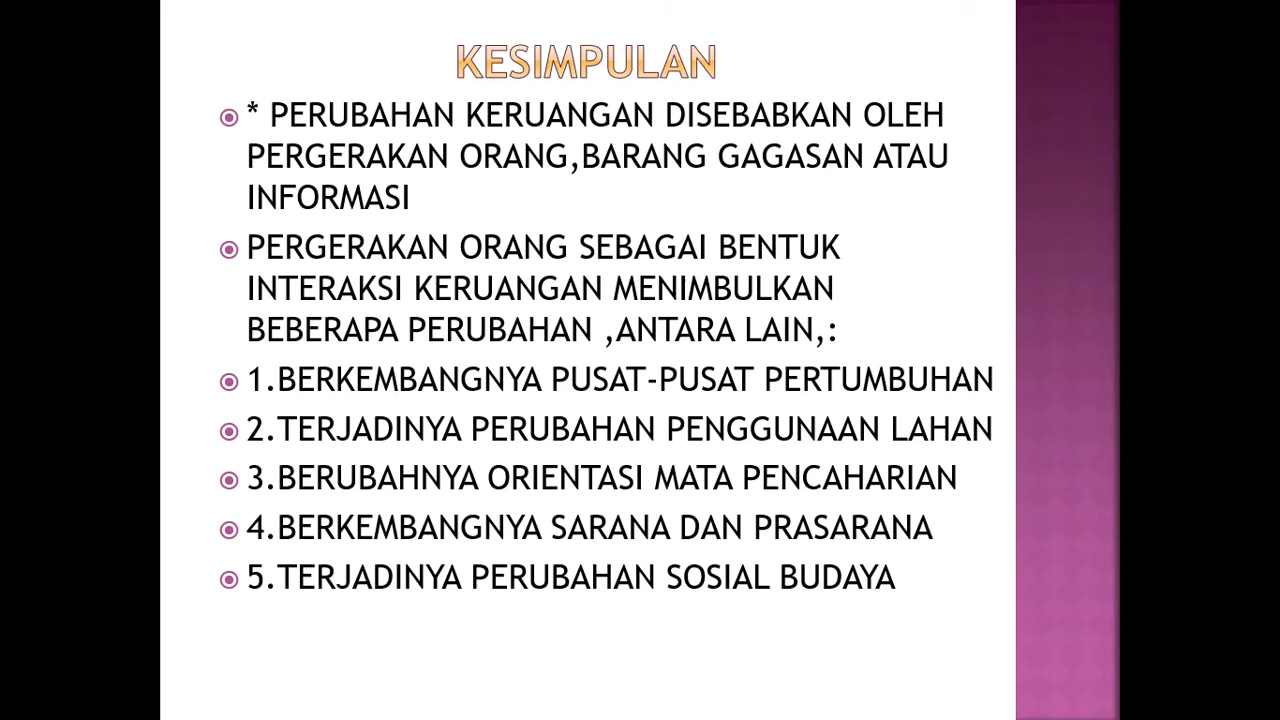 KESIMPULAN
* PERUBAHAN KERUANGAN DISEBABKAN OLEH
PERGERAKAN ORANG,BARANG GAGASAN ATAU
INFORMASI
PERGERAKAN ORANG SEBAGAI BENTUK
INTERAKSI KERUANGAN MENIMBULKAN
BEBERAPA PERUBAHAN ,ANTARA LAIN,:
1.BERKEMBANGNYA PUSAT-PUSAT PERTUMBUHAN
2.TERJADINYA PERUBAHAN PENGGUNAAN LAHAN
3.BERUBAHNYA ORIENTASI MATA PENCAHARIAN
4.BERKEMBANGNYA SARANA DAN PRASARANA
5.TERJADINYA PERUBAHAN SOSIAL BUDAYA